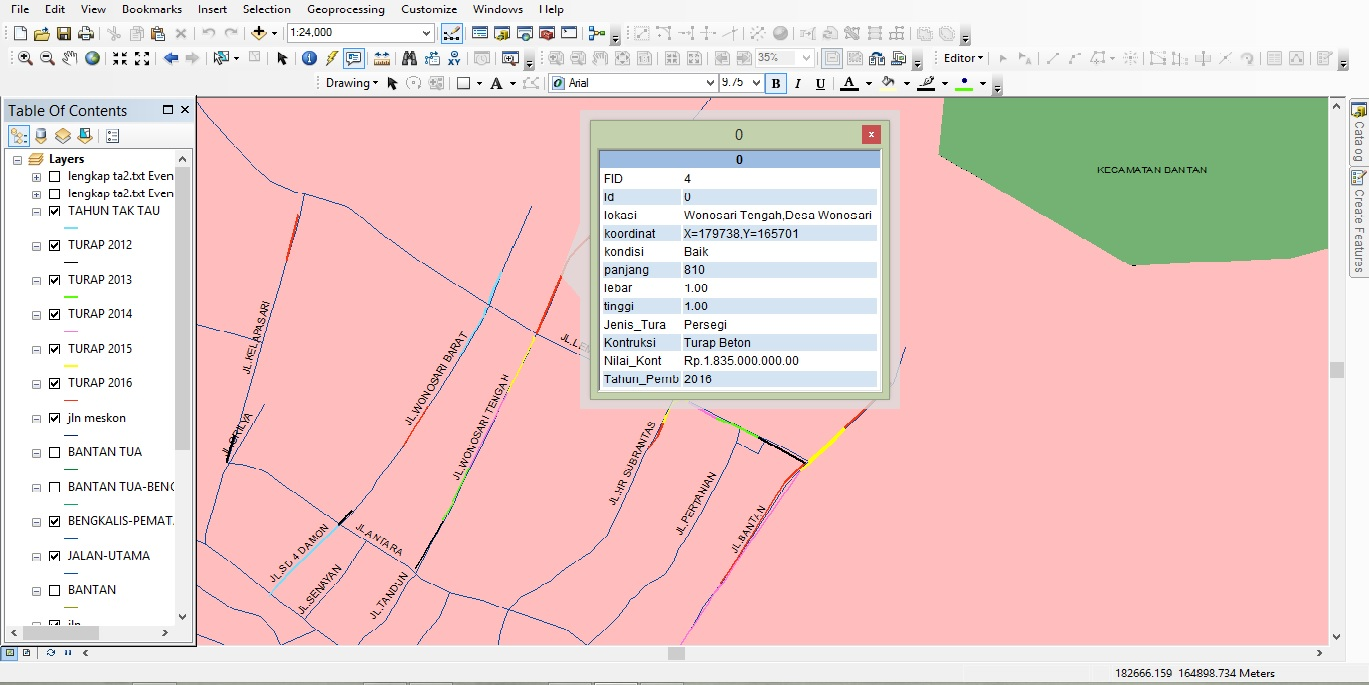 File Edit View Bookmarks Insert Selection Geoprocessing Customize Windows Help
1:24,000
35% Editor
Drawing Arial 9.75 B I U A
Table Of Contents
Layers
lengkap ta2.txt Even
lengkap ta2.txt Even
TAHUN TAK TAU
TURAP 2012
TURAP 2013
TURAP 2014
TURAP 2015
TURAP 2016
jln meskon
BANTAN TUA
BANTAN TUA-BENG
BENGKALIS-PEMAT
JALAN-UTAMA
BANTAN
jln
0
0
FID 4
Id 0
lokasi Wonosari Tengah,Desa Wonosari
koordinat X=179738,Y=165701
kondisi Baik
panjang 810
lebar 1.00
tinggi 1.00
Jenis_Tura Persegi
Kontruksi Turap Beton
Nilai_Kont Rp.1.835.000.000.00
Tahun_Pemb 2016
KECAMATAN BANTAN
JL.KELAPASARI
JL.WONOSARI BARAT
JL.WONOSARI TENGAH
JL.HR SUBRANTAS
JL.PERTANIAN
JL.BANTAN
JL.SD 4 DAMON
JL.ANTARA
JL.SENAYAN
JL.TANDUN
Catalog
Create Features
182666.159 164898.734 Meters